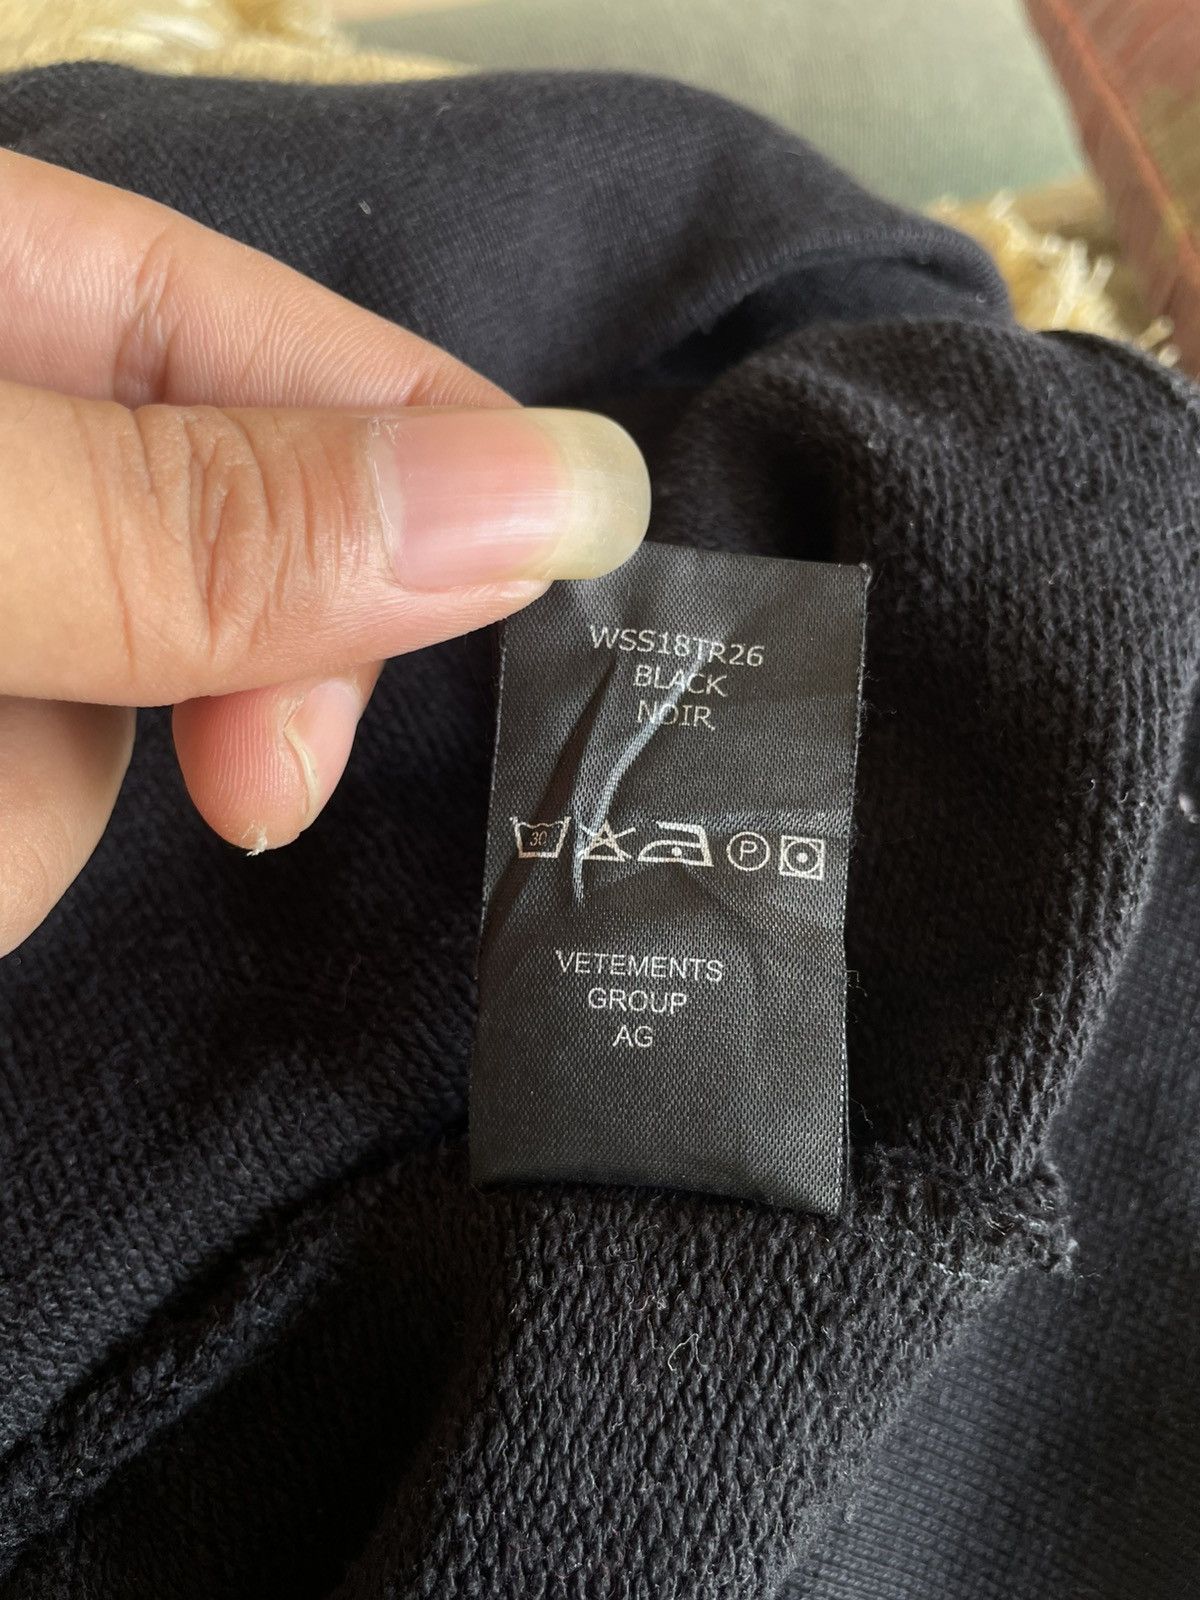 WSS18TR26
BLACK
NOIR
30 P
VETEMENTS
GROUP
AG